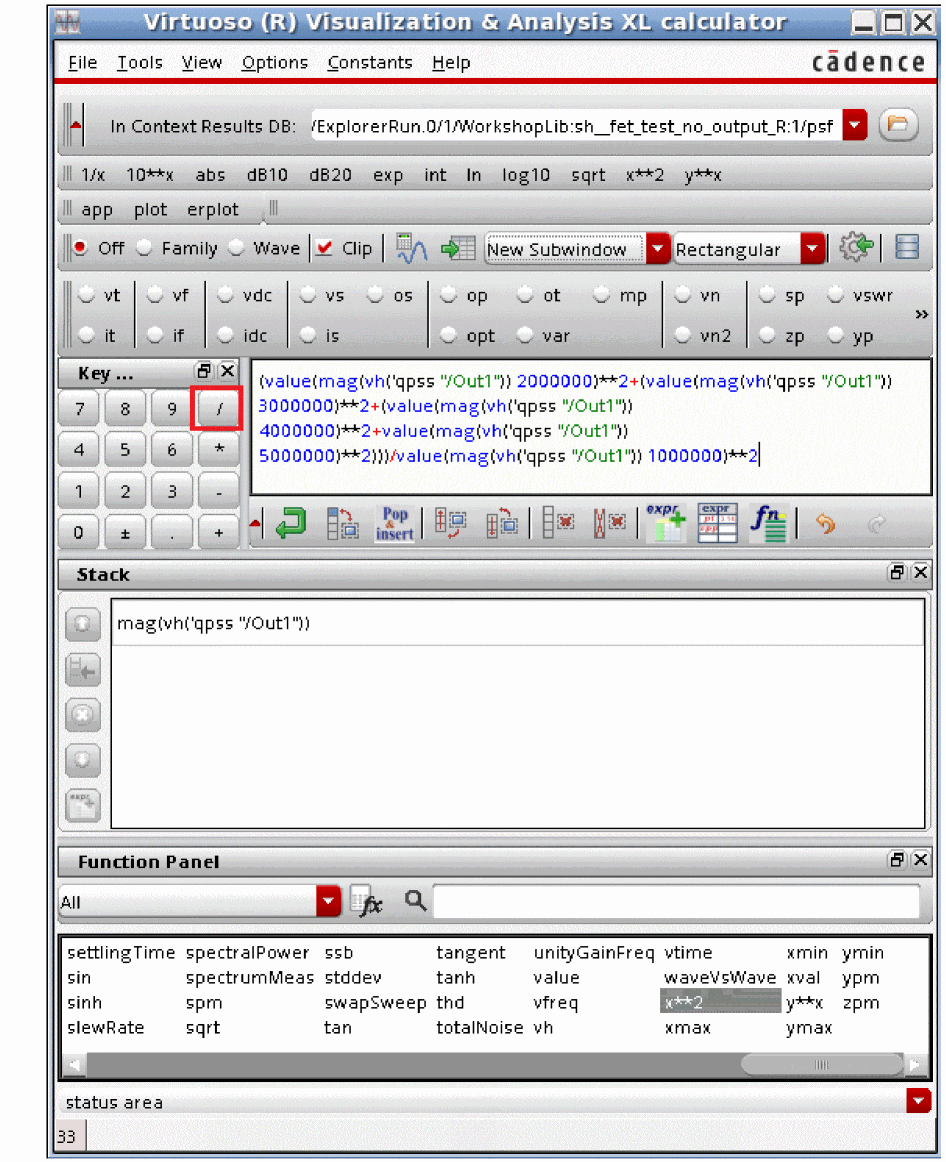 Virtuoso (R) Visualization & Analysis XL calculator
File Tools View Options Constants Help cādence
In Context Results DB: /ExplorerRun.0/1/WorkshopLib:sh__fet_test_no_output_R:1/psf
1/x 10**x abs dB10 dB20 exp int ln log10 sqrt x**2 y**x
app plot erplot
Off Family Wave Clip New Subwindow Rectangular
vt vf vdc vs os op ot mp vn sp vswr
it if idc is opt var vn2 zp yp
»
Key ...
7 8 9 /
4 5 6 *
1 2 3 -
0 ± . +
(value(mag(vh('qpss "/Out1")) 2000000)**2+(value(mag(vh('qpss "/Out1"))
3000000)**2+(value(mag(vh('qpss "/Out1"))
4000000)**2+value(mag(vh('qpss "/Out1"))
5000000)**2)))/value(mag(vh('qpss "/Out1")) 1000000)**2
Pop & insert expr expr fn
Stack
mag(vh('qpss "/Out1"))
expr
Function Panel
All fx
settlingTime spectralPower ssb tangent unityGainFreq vtime xmin ymin
sin spectrumMeas stddev tanh value waveVsWave xval ypm
sinh spm swapSweep thd vfreq x**2 y**x zpm
slewRate sqrt tan totalNoise vh xmax ymax
status area
33